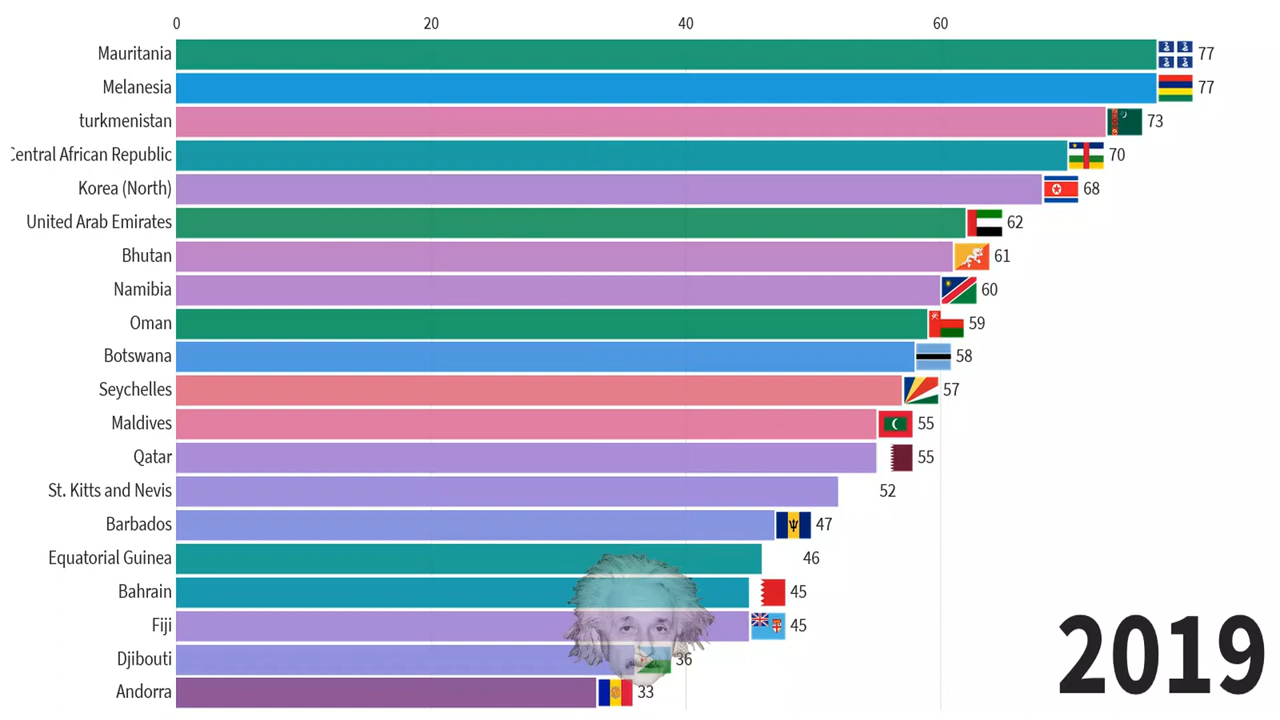 0 20 40 60
Mauritania 77
Melanesia 77
turkmenistan 73
Central African Republic 70
Korea (North) 68
United Arab Emirates 62
Bhutan 61
Namibia 60
Oman 59
Botswana 58
Seychelles 57
Maldives 55
Qatar 55
St. Kitts and Nevis 52
Barbados 47
Equatorial Guinea 46
Bahrain 45
Fiji 45
Djibouti 36
Andorra 33
2019